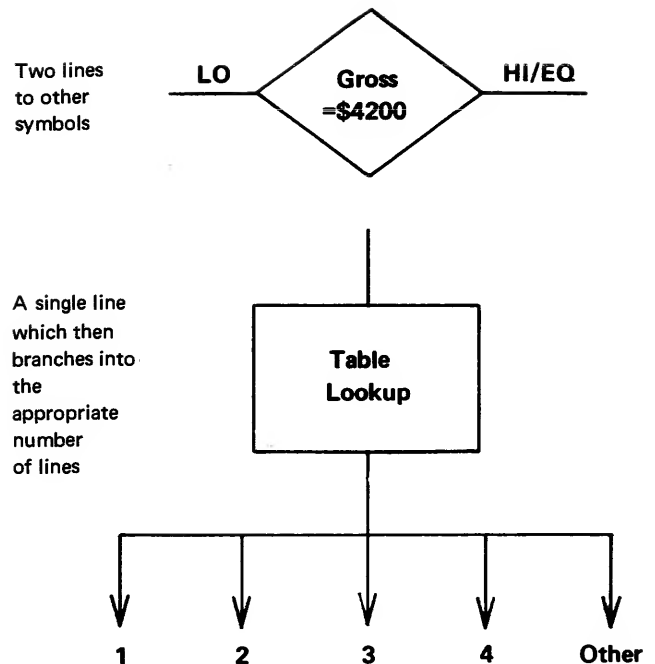 Two lines
to other
symbols
LO
Gross
=$4200
HI/EQ
A single line
which then
branches into
the
appropriate
number
of lines
Table
Lookup
1 2 3 4 Other